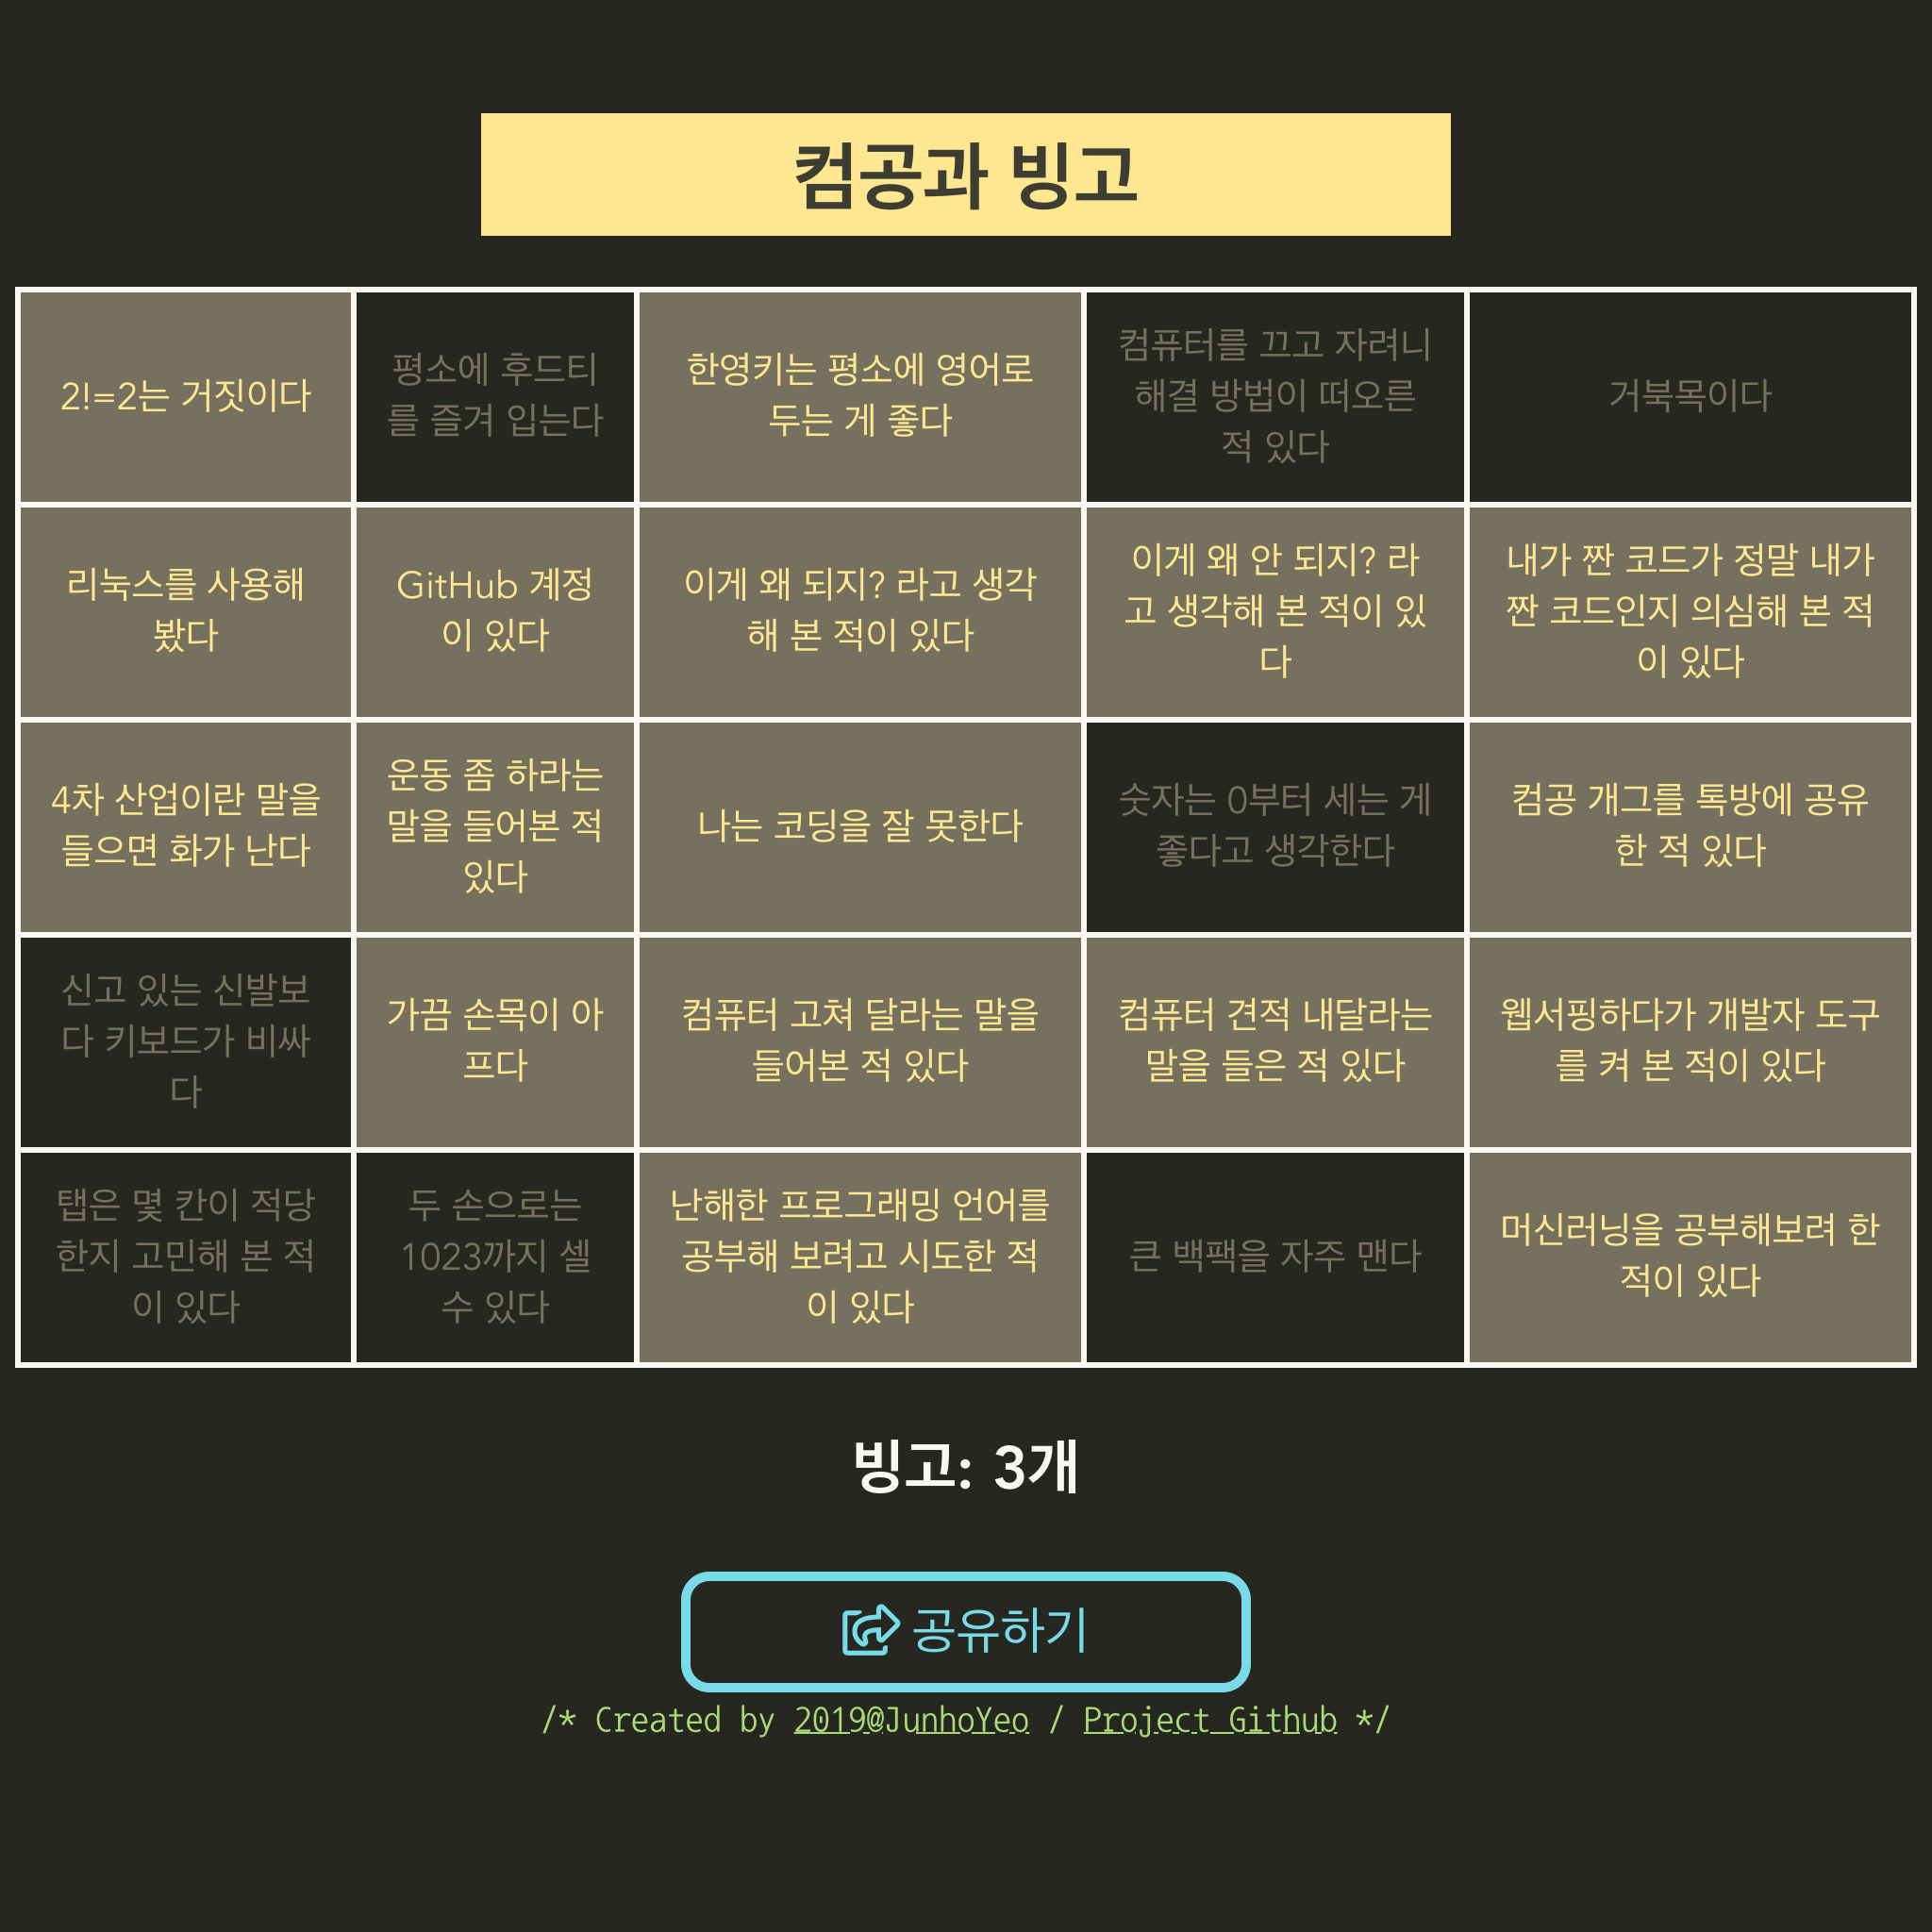 컴공과 빙고
2!=2는 거짓이다
평소에 후드티
를 즐겨 입는다
한영키는 평소에 영어로
두는 게 좋다
컴퓨터를 끄고 자려니
해결 방법이 떠오른
적 있다
거북목이다
리눅스를 사용해
봤다
GitHub 계정
이 있다
이게 왜 되지? 라고 생각
해 본 적이 있다
이게 왜 안 되지? 라
고 생각해 본 적이 있
다
내가 짠 코드가 정말 내가
짠 코드인지 의심해 본 적
이 있다
4차 산업이란 말을
들으면 화가 난다
운동 좀 하라는
말을 들어본 적
있다
나는 코딩을 잘 못한다
숫자는 0부터 세는 게
좋다고 생각한다
컴공 개그를 톡방에 공유
한 적 있다
신고 있는 신발보
다 키보드가 비싸
다
가끔 손목이 아
프다
컴퓨터 고쳐 달라는 말을
들어본 적 있다
컴퓨터 견적 내달라는
말을 들은 적 있다
웹서핑하다가 개발자 도구
를 켜 본 적이 있다
탭은 몇 칸이 적당
한지 고민해 본 적
이 있다
두 손으로는
1023까지 셀
수 있다
난해한 프로그래밍 언어를
공부해 보려고 시도한 적
이 있다
큰 백팩을 자주 맨다
머신러닝을 공부해보려 한
적이 있다
빙고: 3개
공유하기
/* Created by 2019@JunhoYeo / Project Github */